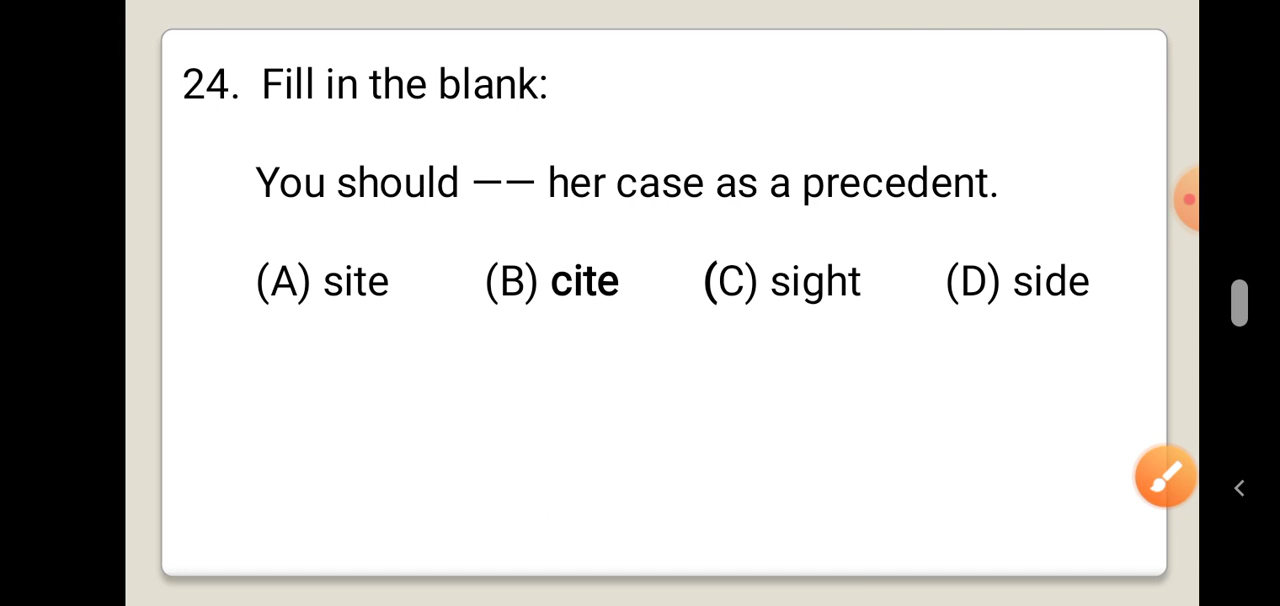 24. Fill in the blank:
You should —— her case as a precedent.
(A) site (B) cite (C) sight (D) side